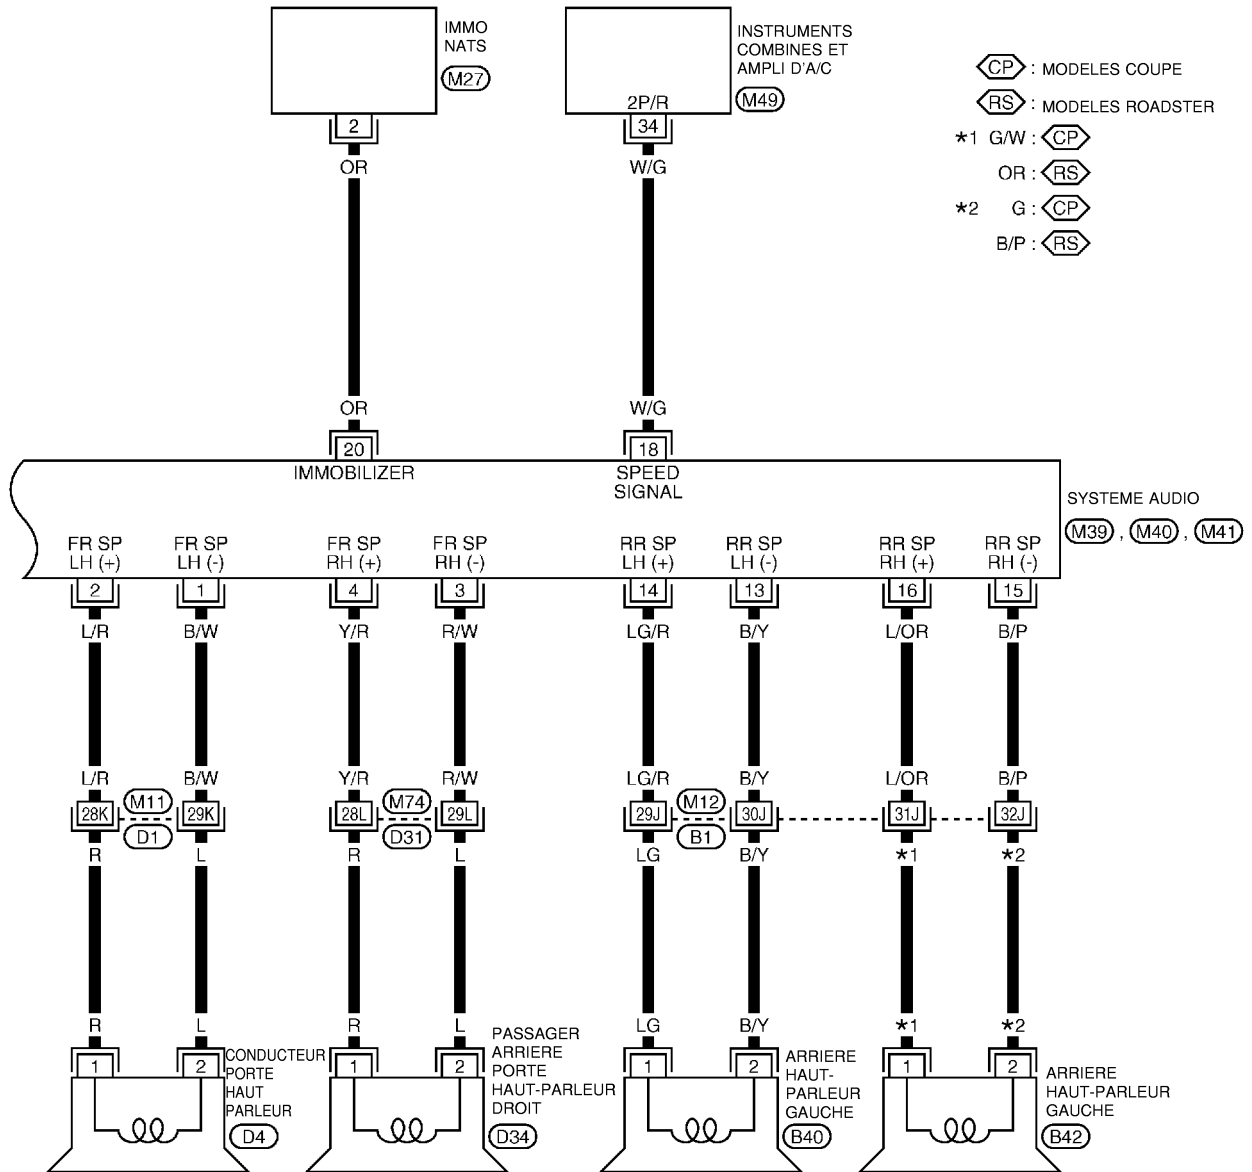 IMMO
NATS
M27
INSTRUMENTS
COMBINES ET
AMPLI D'A/C
M49
2P/R
2
34
OR
W/G
CP : MODELES COUPE
RS : MODELES ROADSTER
*1 G/W : CP
OR : RS
*2 G : CP
B/P : RS
OR
W/G
20
18
IMMOBILIZER
SPEED
SIGNAL
SYSTEME AUDIO
M39 , M40 , M41
FR SP
LH (+)
FR SP
LH (-)
FR SP
RH (+)
FR SP
RH (-)
RR SP
LH (+)
RR SP
LH (-)
RR SP
RH (+)
RR SP
RH (-)
2 1 4 3 14 13 16 15
L/R B/W Y/R R/W LG/R B/Y L/OR B/P
L/R B/W Y/R R/W LG/R B/Y L/OR B/P
28K M11 29K 28L M74 29L 29J M12 30J 31J 32J
D1 D31 B1
R L R L LG B/Y *1 *2
R L R L LG B/Y *1 *2
1 2 1 2 1 2 1 2
CONDUCTEUR
PORTE
HAUT
PARLEUR
D4
PASSAGER
ARRIERE
PORTE
HAUT-PARLEUR
DROIT
D34
ARRIERE
HAUT-
PARLEUR
GAUCHE
B40
ARRIERE
HAUT-PARLEUR
GAUCHE
B42